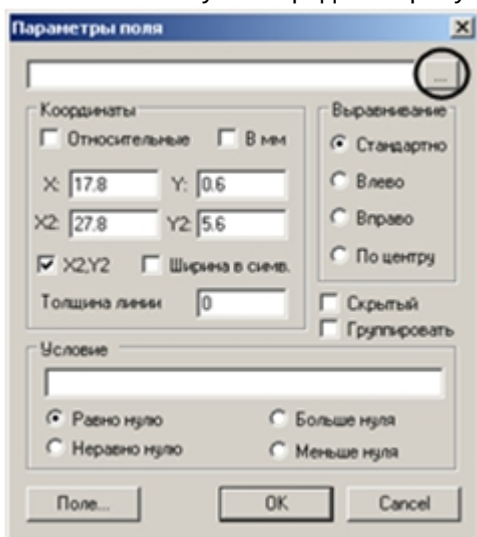 Параметры поля
...
Координаты
Относительные В мм
X: 17.8 Y: 0.6
X2: 27.8 Y2: 5.6
X2,Y2 Ширина в симв.
Толщина линии 0
Выравнивание
Стандартно
Влево
Вправо
По центру
Скрытый
Группировать
Условие
Равно нулю Больше нуля
Неравно нулю Меньше нуля
Поле... OK Cancel